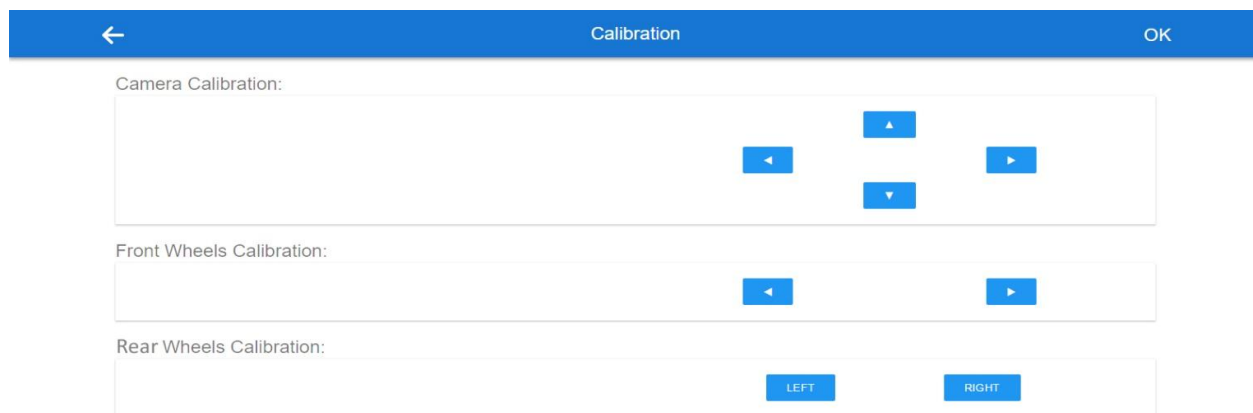 Calibration OK
Camera Calibration:
Front Wheels Calibration:
Rear Wheels Calibration:
LEFT RIGHT